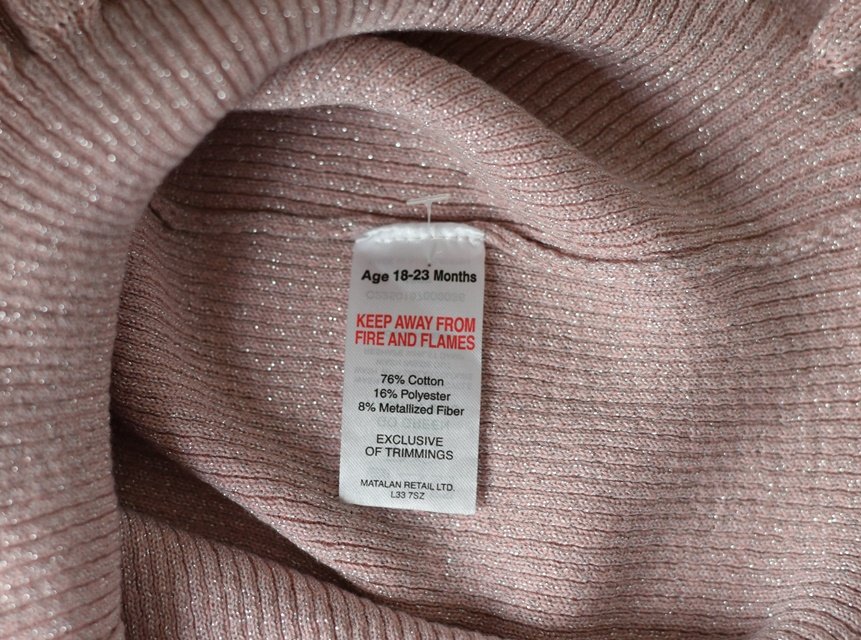 Age 18-23 Months
KEEP AWAY FROM
FIRE AND FLAMES
76% Cotton
16% Polyester
8% Metallized Fiber
EXCLUSIVE
OF TRIMMINGS
MATALAN RETAIL LTD.
L33 7SZ